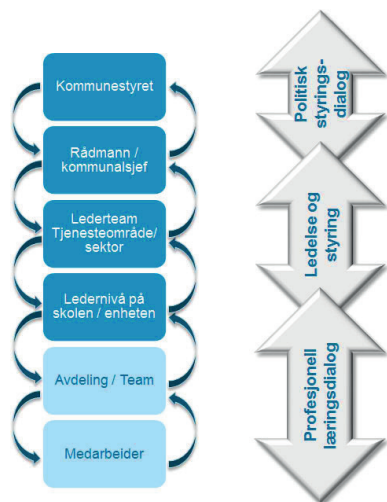 Kommunestyret
Rådmann /
kommunalsjef
Lederteam
Tjenesteområde/
sektor
Ledernivå på
skolen / enheten
Avdeling / Team
Medarbeider
Politisk
styrings-
dialog
Ledelse og
styring
Profesjonell
læringsdialog